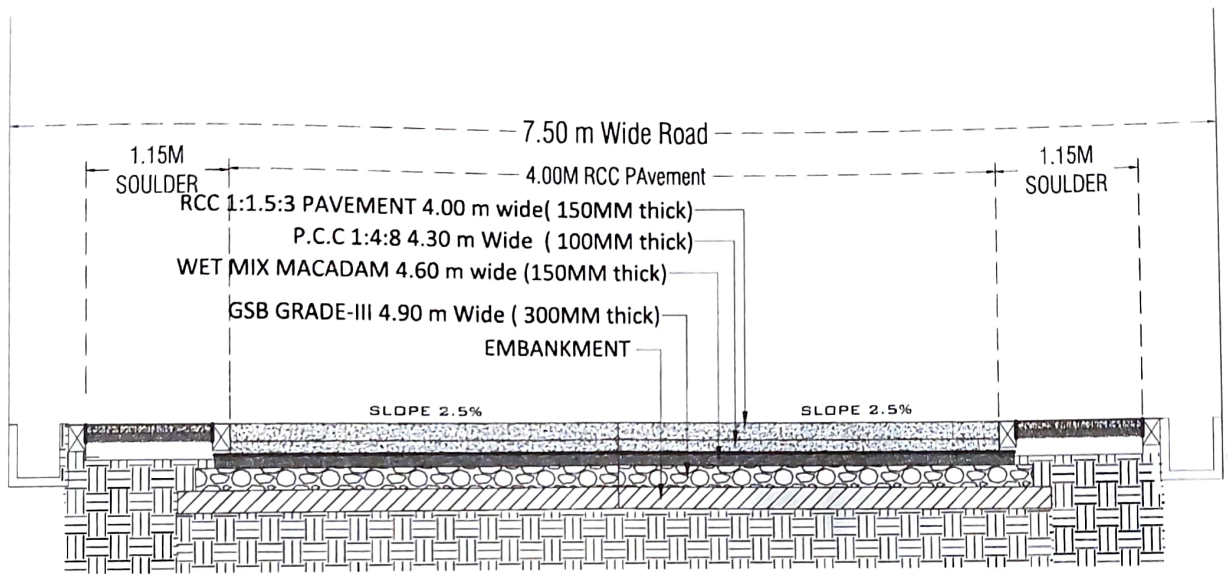 7.50 m Wide Road
1.15M
SOULDER
4.00M RCC PAvement
1.15M
SOULDER
RCC 1:1.5:3 PAVEMENT 4.00 m wide( 150MM thick)
P.C.C 1:4:8 4.30 m Wide ( 100MM thick)
WET MIX MACADAM 4.60 m wide (150MM thick)
GSB GRADE-III 4.90 m Wide ( 300MM thick)
EMBANKMENT
SLOPE 2.5%
SLOPE 2.5%